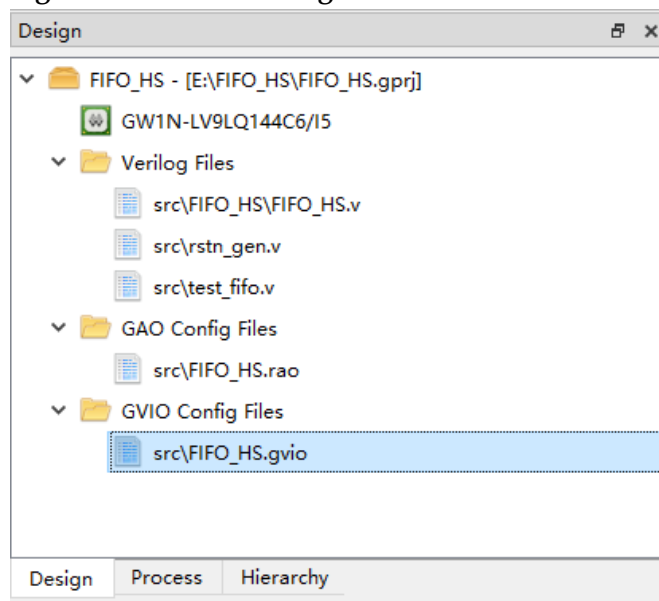 Design
FIFO_HS - [E:\FIFO_HS\FIFO_HS.gprj]
GW1N-LV9LQ144C6/I5
Verilog Files
src\FIFO_HS\FIFO_HS.v
src\rstn_gen.v
src\test_fifo.v
GAO Config Files
src\FIFO_HS.rao
GVIO Config Files
src\FIFO_HS.gvio
Design Process Hierarchy